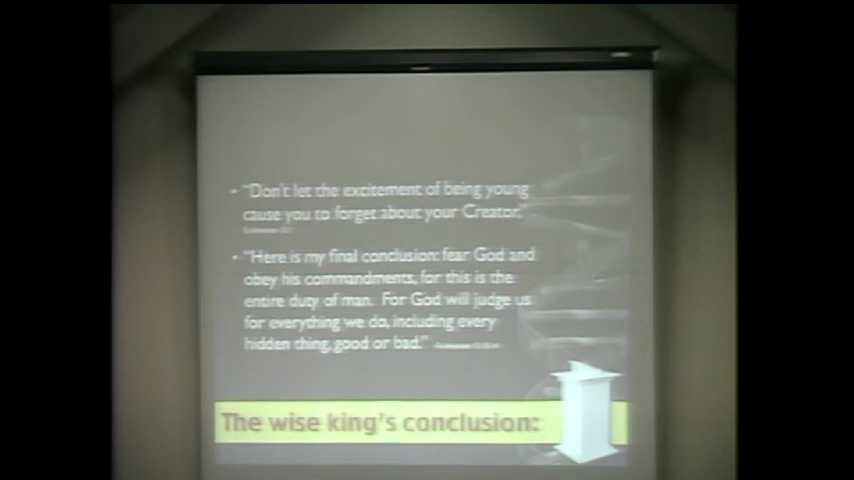 • "Don't let the excitement of being young
cause you to forget about your Creator."
• "Here is my final conclusion: fear God and
obey his commandments, for this is the
entire duty of man. For God will judge us
for everything we do, including every
hidden thing, good or bad."
The wise king's conclusion: